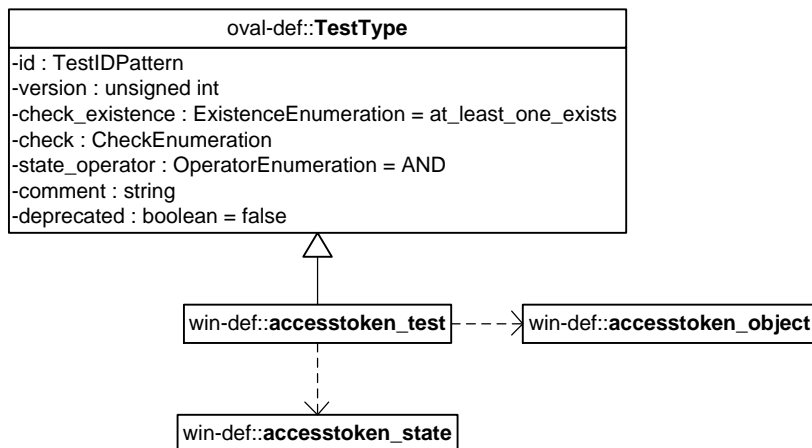 oval-def::TestType
-id : TestIDPattern
-version : unsigned int
-check_existence : ExistenceEnumeration = at_least_one_exists
-check : CheckEnumeration
-state_operator : OperatorEnumeration = AND
-comment : string
-deprecated : boolean = false
win-def::accesstoken_test
win-def::accesstoken_object
win-def::accesstoken_state